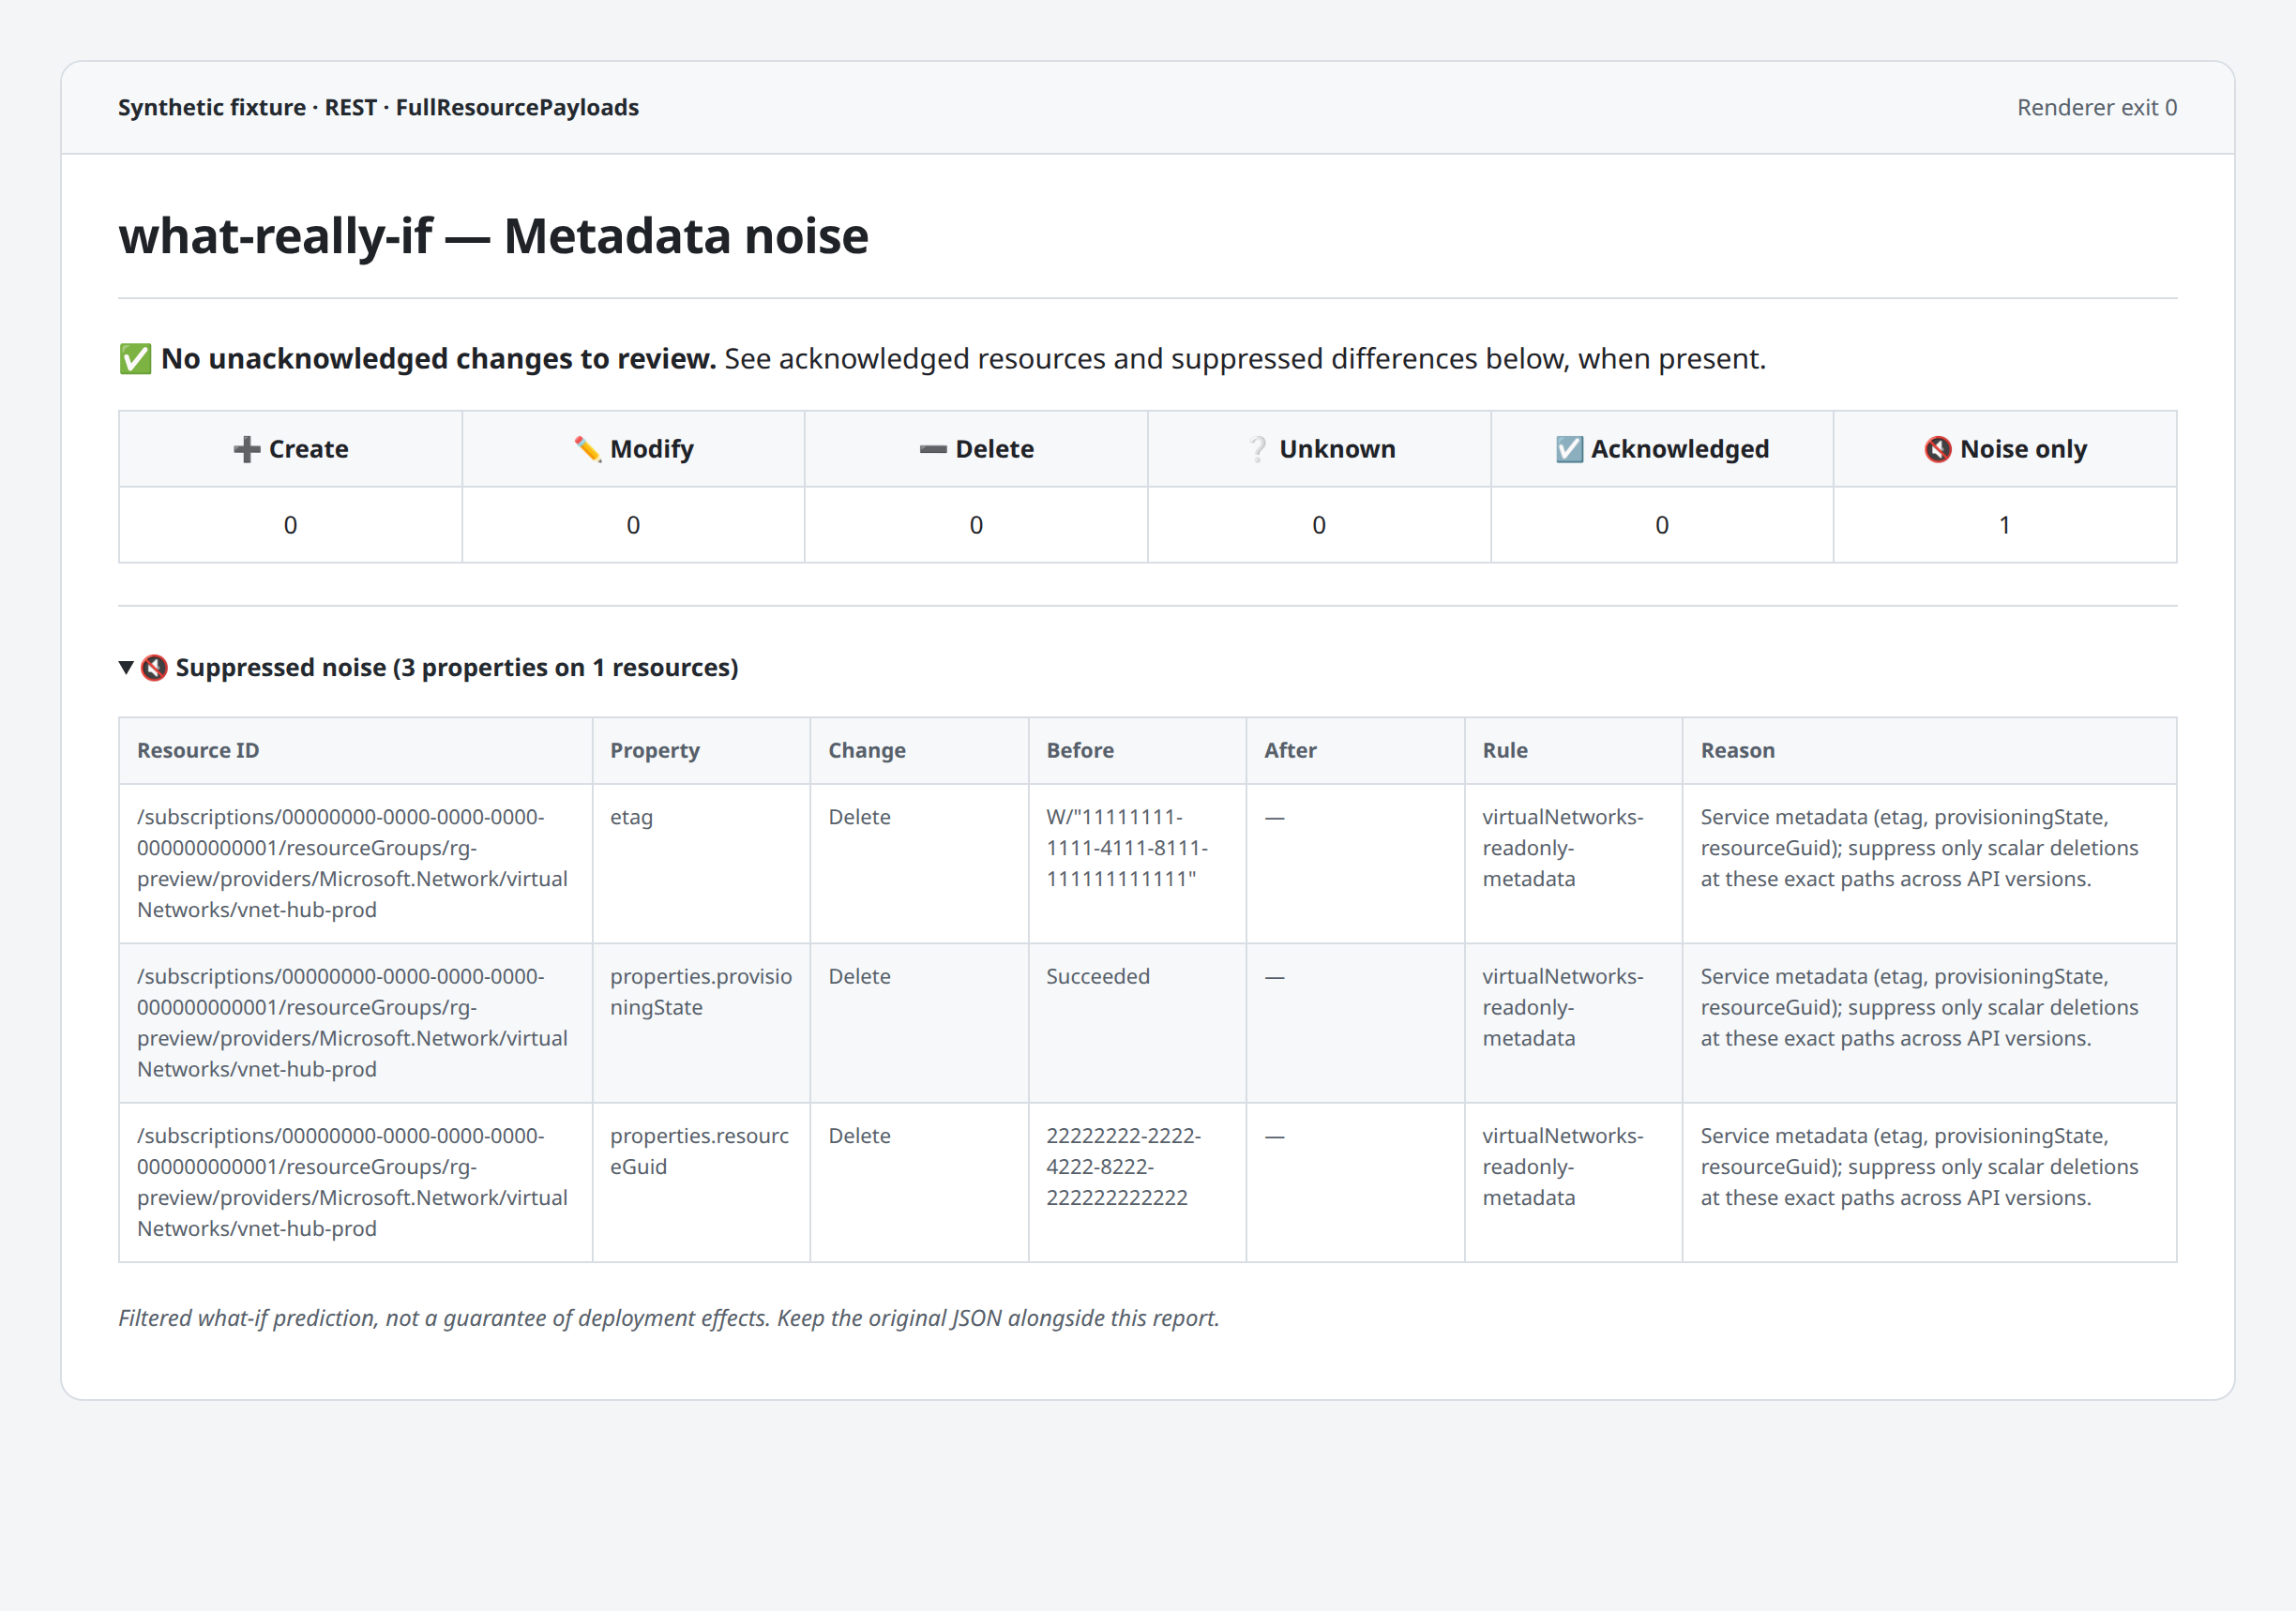 Synthetic fixture · REST · FullResourcePayloads
Renderer exit 0
what-really-if — Metadata noise
✅ No unacknowledged changes to review. See acknowledged resources and suppressed differences below, when present.
➕ Create
✏️ Modify
➖ Delete
❔ Unknown
☑️ Acknowledged
🔇 Noise only
0
0
0
0
0
1
▼ 🔇 Suppressed noise (3 properties on 1 resources)
Resource ID
Property
Change
Before
After
Rule
Reason
/subscriptions/00000000-0000-0000-0000-
000000000001/resourceGroups/rg-
preview/providers/Microsoft.Network/virtual
Networks/vnet-hub-prod
etag
Delete
W/"11111111-
1111-4111-8111-
111111111111"
—
virtualNetworks-
readonly-
metadata
Service metadata (etag, provisioningState,
resourceGuid); suppress only scalar deletions
at these exact paths across API versions.
/subscriptions/00000000-0000-0000-0000-
000000000001/resourceGroups/rg-
preview/providers/Microsoft.Network/virtual
Networks/vnet-hub-prod
properties.provisio
ningState
Delete
Succeeded
—
virtualNetworks-
readonly-
metadata
Service metadata (etag, provisioningState,
resourceGuid); suppress only scalar deletions
at these exact paths across API versions.
/subscriptions/00000000-0000-0000-0000-
000000000001/resourceGroups/rg-
preview/providers/Microsoft.Network/virtual
Networks/vnet-hub-prod
properties.resourc
eGuid
Delete
22222222-2222-
4222-8222-
222222222222
—
virtualNetworks-
readonly-
metadata
Service metadata (etag, provisioningState,
resourceGuid); suppress only scalar deletions
at these exact paths across API versions.
Filtered what-if prediction, not a guarantee of deployment effects. Keep the original JSON alongside this report.